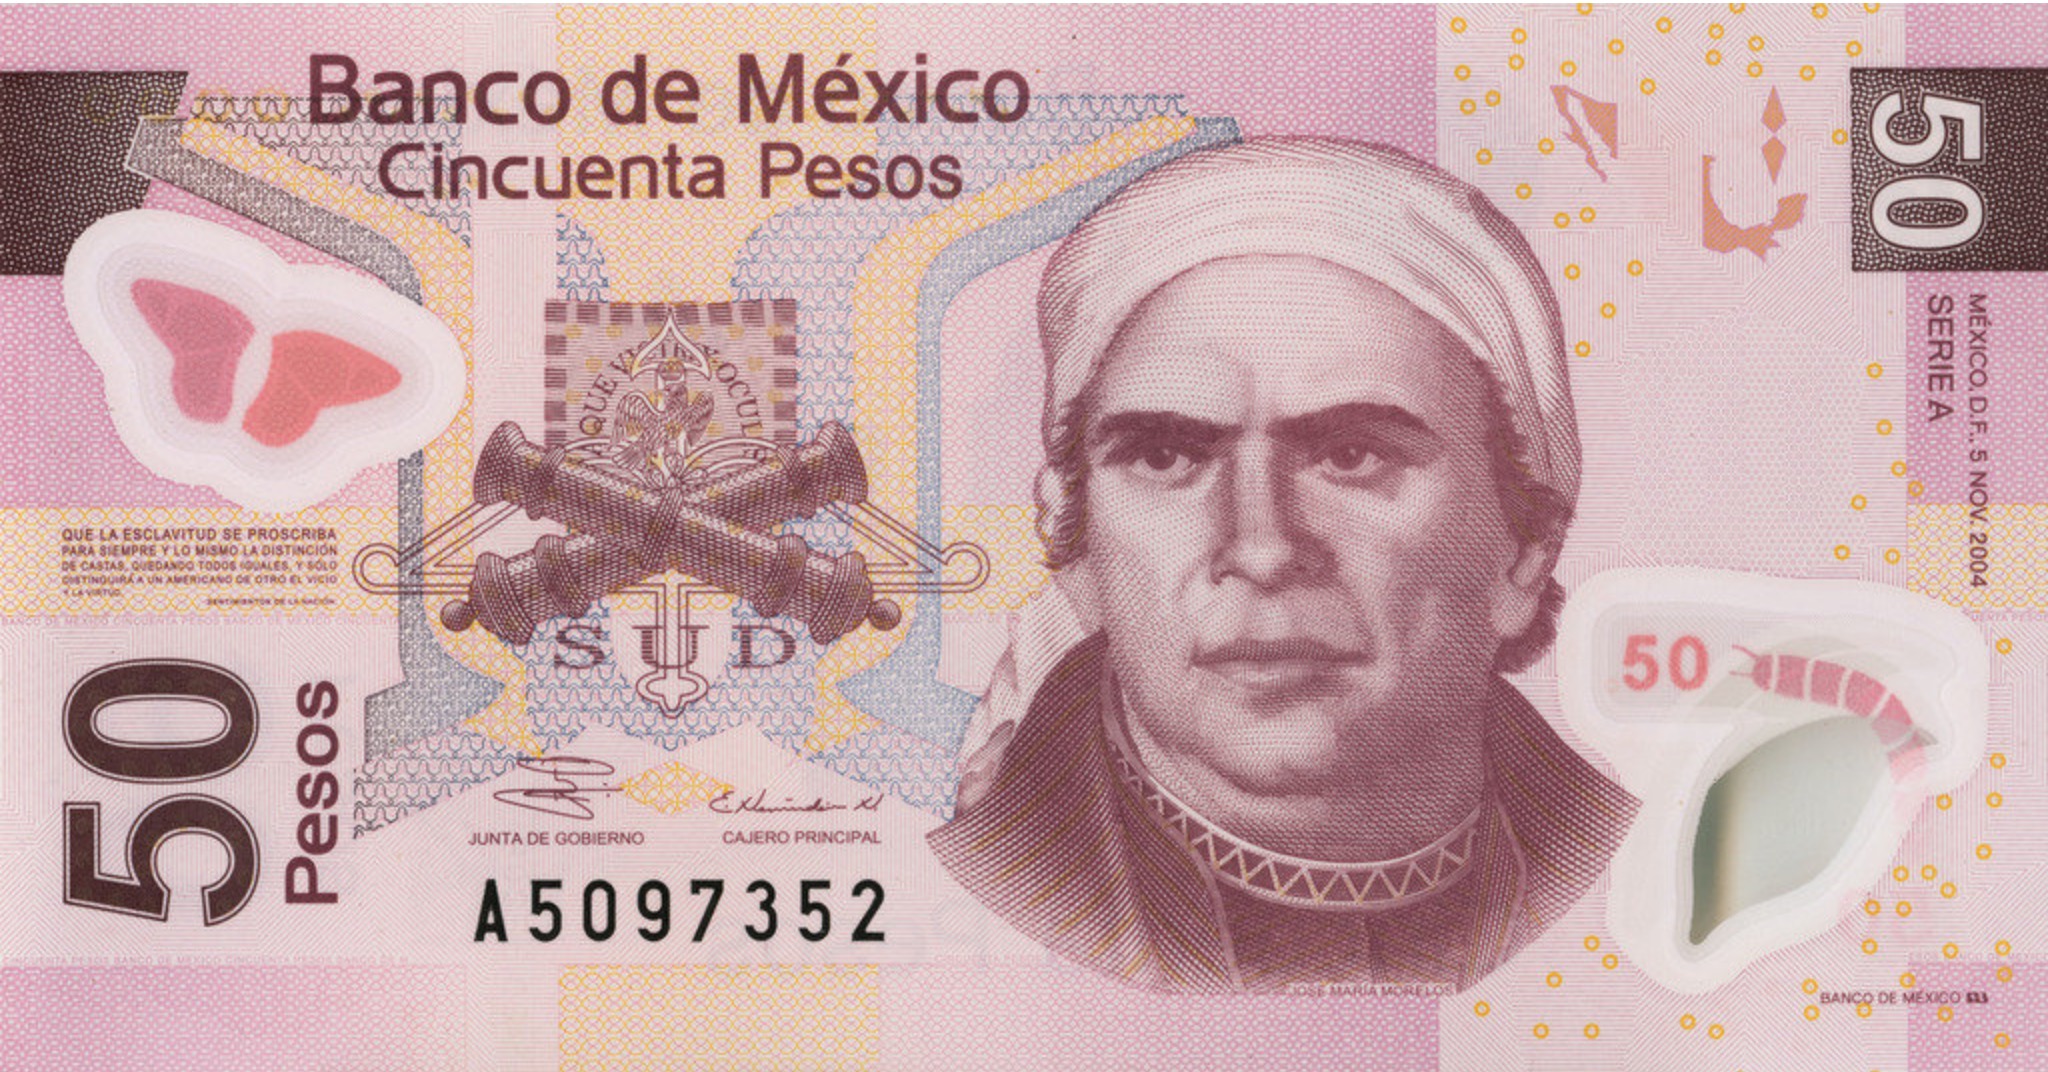 Banco de México
Cincuenta Pesos
50
MÉXICO. D.F. 5 NOV. 2004
SERIE A
QUE LA ESCLAVITUD SE PROSCRIBA
PARA SIEMPRE Y LO MISMO LA DISTINCIÓN
DE CASTAS, QUEDANDO TODOS IGUALES, Y SÓLO
DISTINGUIRÁ A UN AMERICANO DE OTRO EL VICIO
Y LA VIRTUD.
SENTIMIENTOS DE LA NACIÓN
S U D
50
50
Pesos
JUNTA DE GOBIERNO
CAJERO PRINCIPAL
A5097352
JOSÉ MARÍA MORELOS
BANCO DE MÉXICO